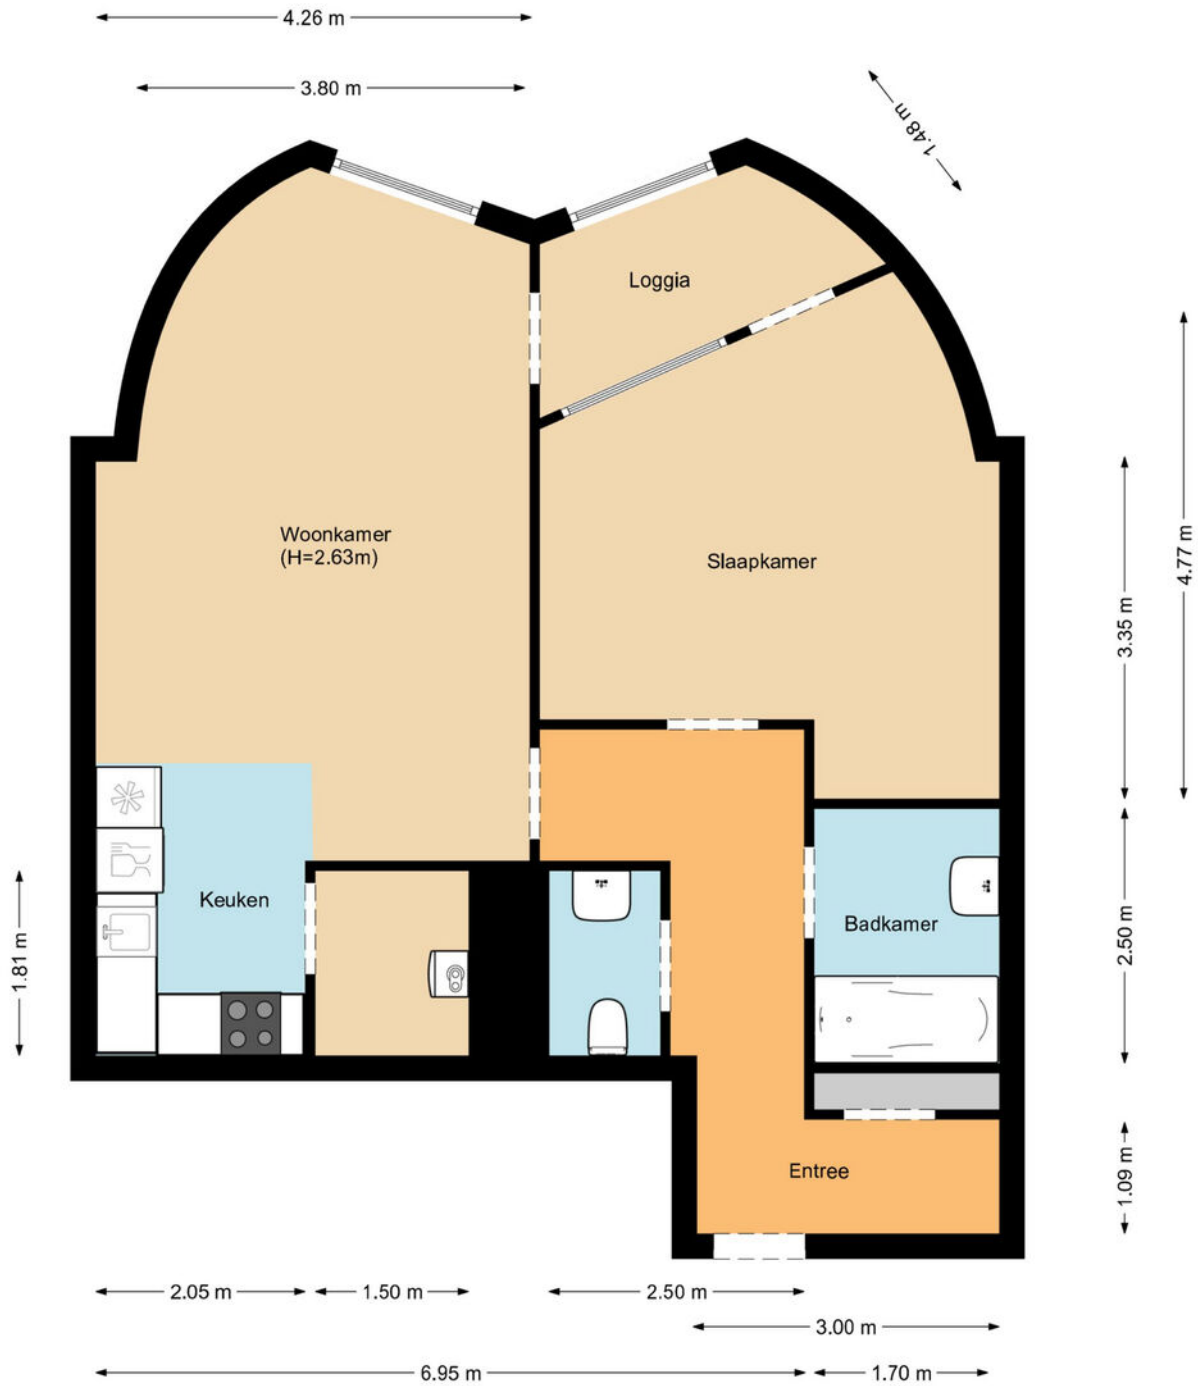 4.26 m
3.80 m
1.48 m
Loggia
4.77 m
Woonkamer
(H=2.63m)
Slaapkamer
3.35 m
Keuken
Badkamer
2.50 m
1.81 m
Entree
1.09 m
2.05 m
1.50 m
2.50 m
3.00 m
6.95 m
1.70 m